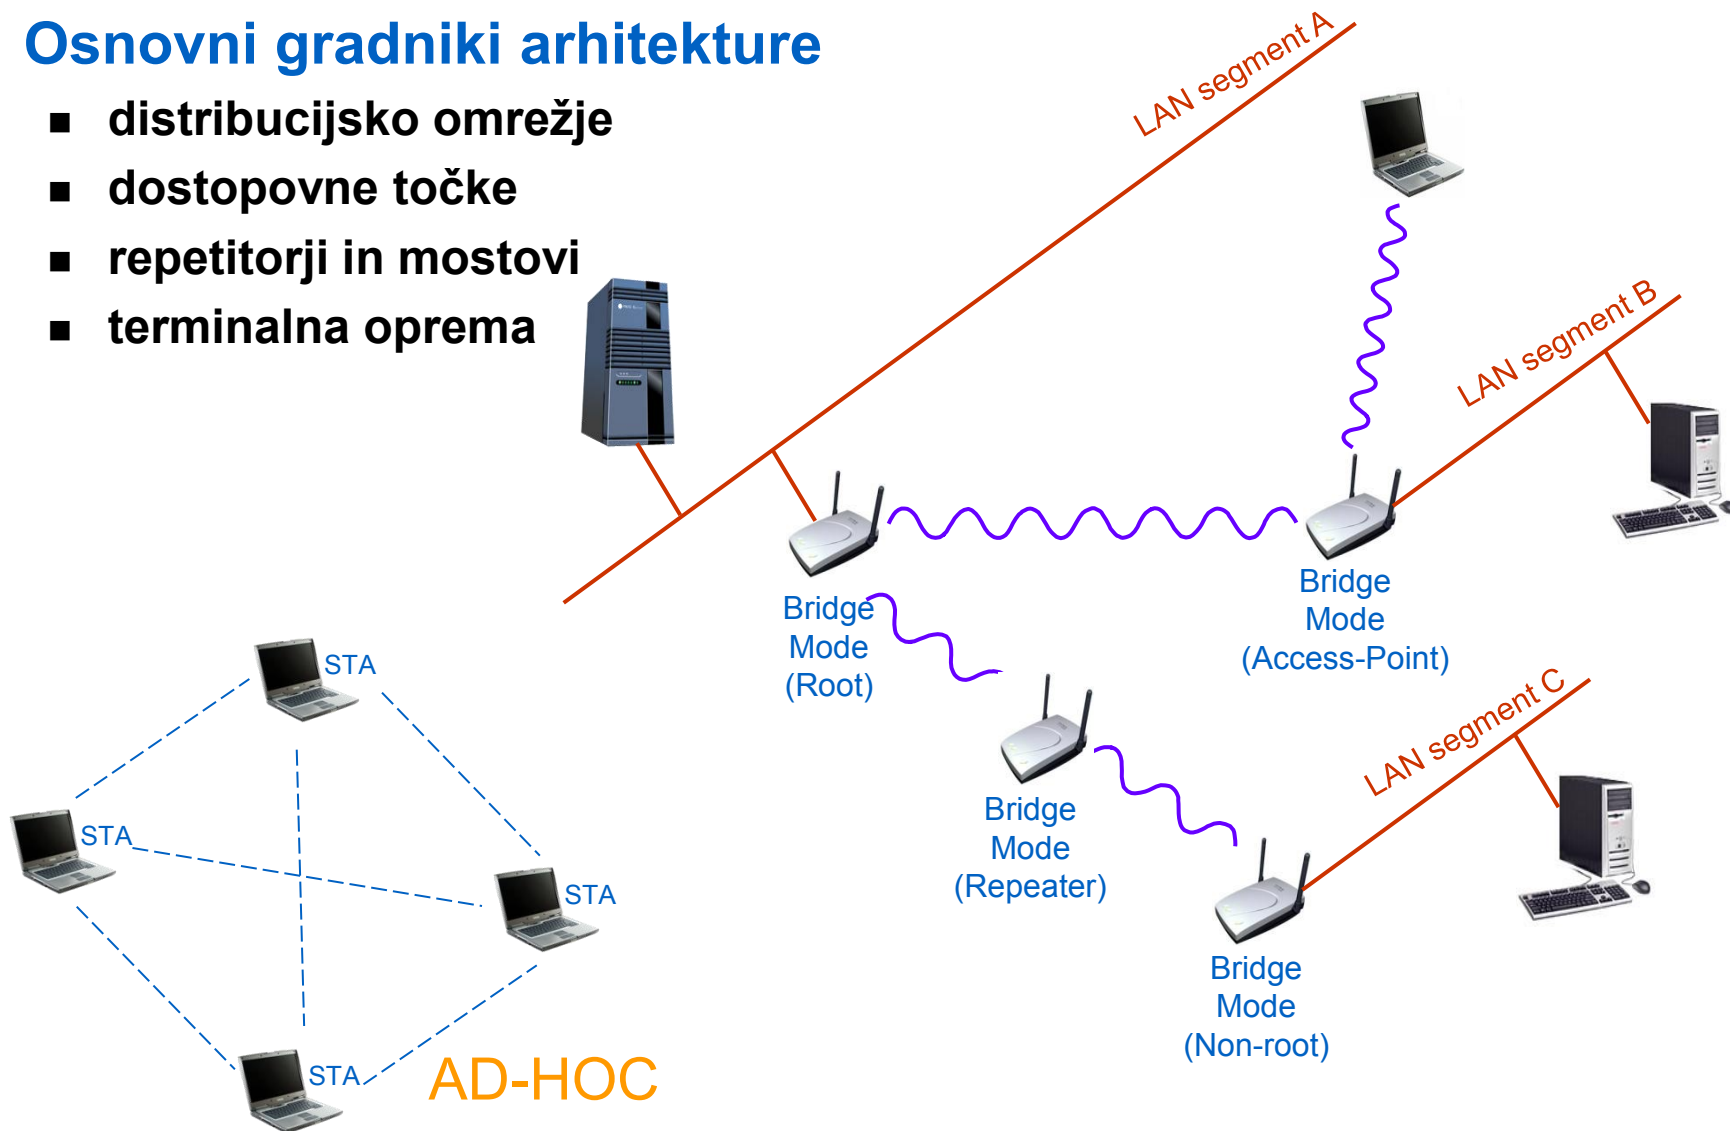 Osnovni gradniki arhitekture
distribucijsko omrežje
dostopovne točke
repetitorji in mostovi
terminalna oprema
LAN segment A
LAN segment B
Bridge
Mode
(Root)
Bridge
Mode
(Access-Point)
LAN segment C
Bridge
Mode
(Repeater)
Bridge
Mode
(Non-root)
STA
STA
STA
STA
AD-HOC